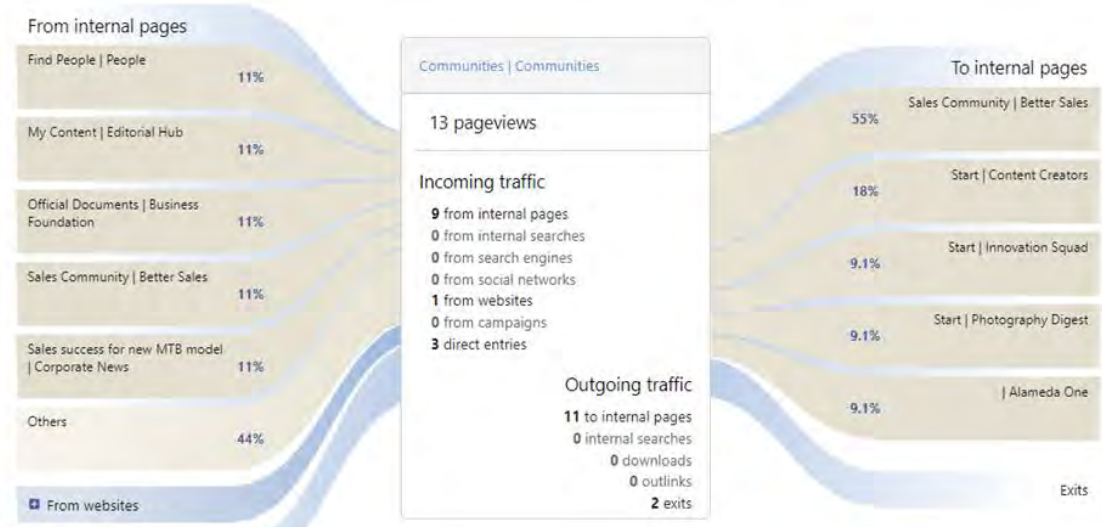 From internal pages
Find People | People
11%
My Content | Editorial Hub
11%
Official Documents | Business
Foundation
11%
Sales Community | Better Sales
11%
Sales success for new MTB model
| Corporate News
11%
Others
44%
From websites
Communities | Communities
13 pageviews
Incoming traffic
9 from internal pages
0 from internal searches
0 from search engines
0 from social networks
1 from websites
0 from campaigns
3 direct entries
Outgoing traffic
11 to internal pages
0 internal searches
0 downloads
0 outlinks
2 exits
To internal pages
Sales Community | Better Sales
55%
Start | Content Creators
18%
Start | Innovation Squad
9.1%
Start | Photography Digest
9.1%
| Alameda One
9.1%
Exits